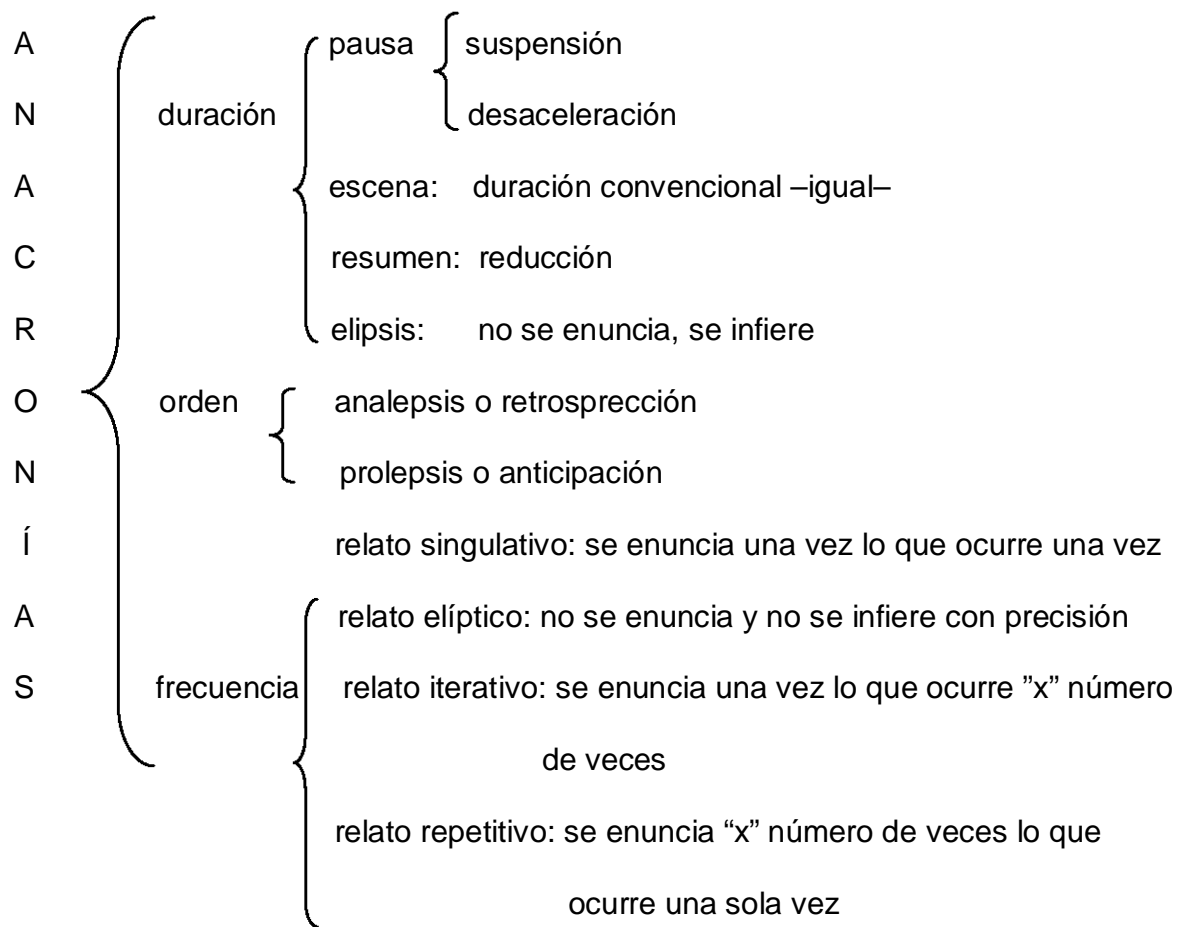 A pausa suspensión
N duración desaceleración
A escena: duración convencional –igual–
C resumen: reducción
R elipsis: no se enuncia, se infiere
O orden analepsis o retrosprección
N prolepsis o anticipación
Í relato singulativo: se enuncia una vez lo que ocurre una vez
A relato elíptico: no se enuncia y no se infiere con precisión
S frecuencia relato iterativo: se enuncia una vez lo que ocurre ”x” número
de veces
relato repetitivo: se enuncia “x” número de veces lo que
ocurre una sola vez